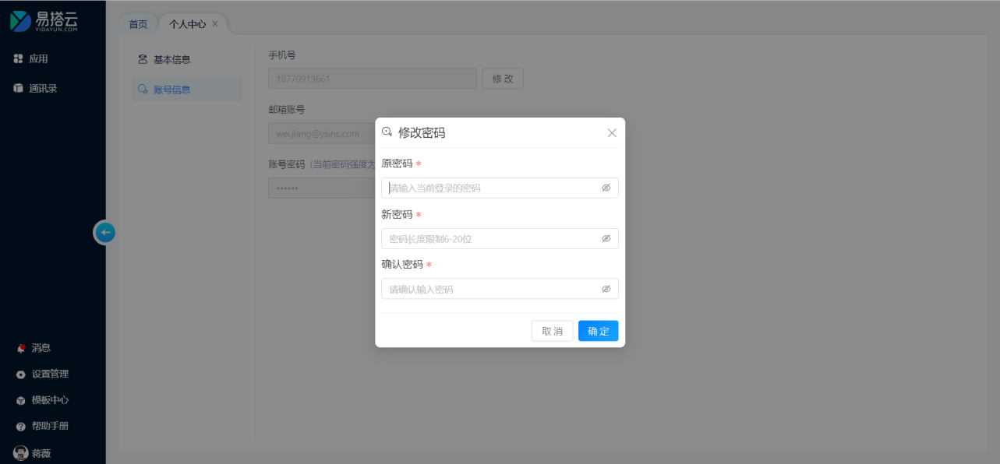 易搭云
YIDAYUN.COM
首页
个人中心
应用
通讯录
基本信息
账号信息
手机号
18770913661
修 改
邮箱账号
wei.jiang@ysinc.com
账号密码 (当前密码强度为
••••••
修改密码
原密码 *
请输入当前登录的密码
新密码 *
密码长度限制6-20位
确认密码 *
请确认输入密码
取 消
确 定
消息
设置管理
模板中心
帮助手册
蒋薇